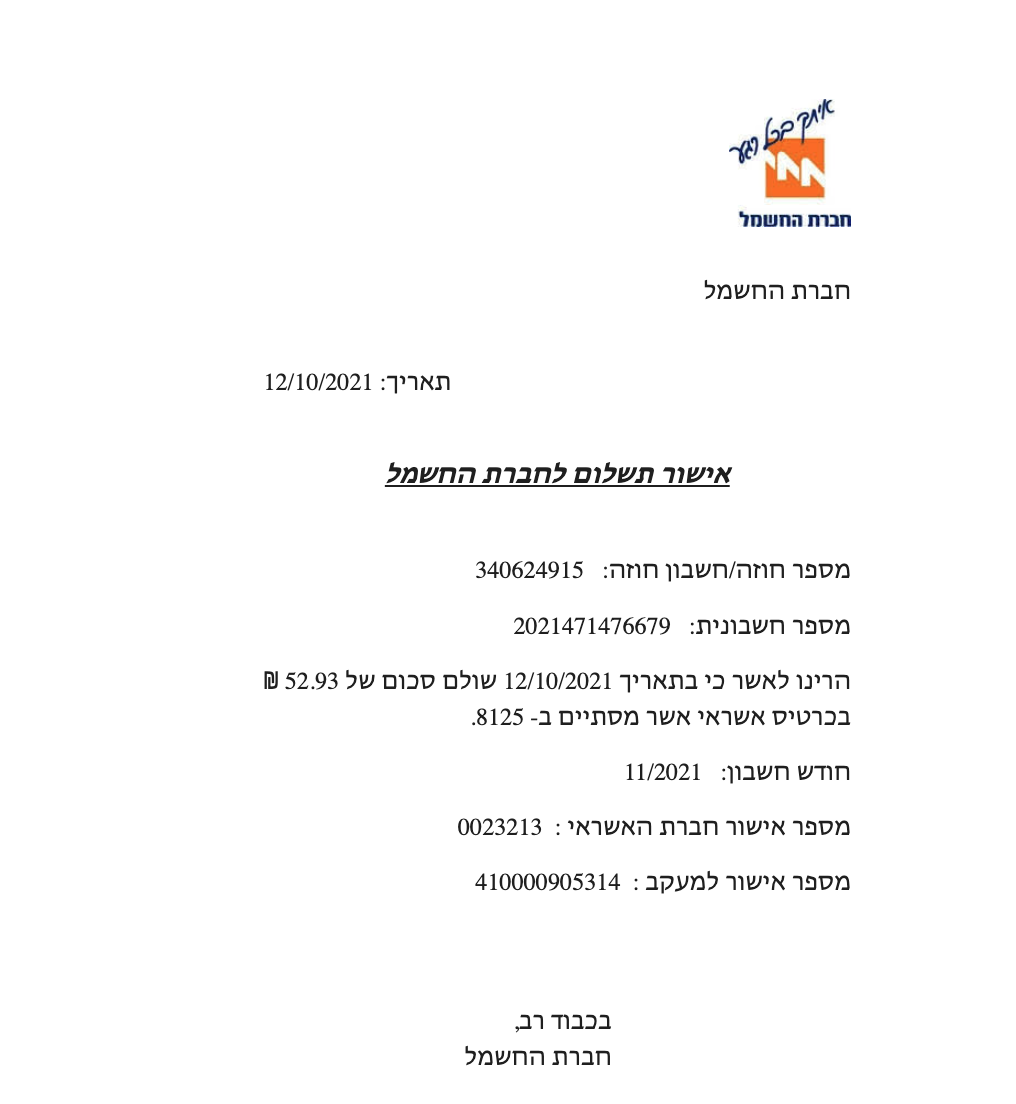 איתך בכל רגע
חברת החשמל
חברת החשמל
תאריך: 12/10/2021
אישור תשלום לחברת החשמל
מספר חוזה/חשבון חוזה: 340624915
מספר חשבונית: 2021471476679
הרינו לאשר כי בתאריך 12/10/2021 שולם סכום של 52.93 ₪
בכרטיס אשראי אשר מסתיים ב- 8125.
חודש חשבון: 11/2021
מספר אישור חברת האשראי : 0023213
מספר אישור למעקב : 410000905314
בכבוד רב,
חברת החשמל